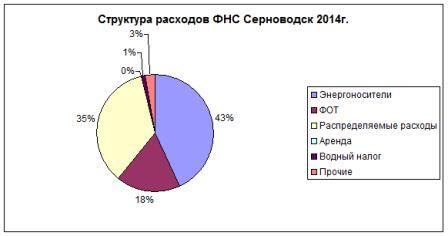 Структура расходов ФНС Серноводск 2014г.
3%
1%
0%
35%
43%
18%
Энергоносители
ФОТ
Распределяемые расходы
Аренда
Водный налог
Прочие